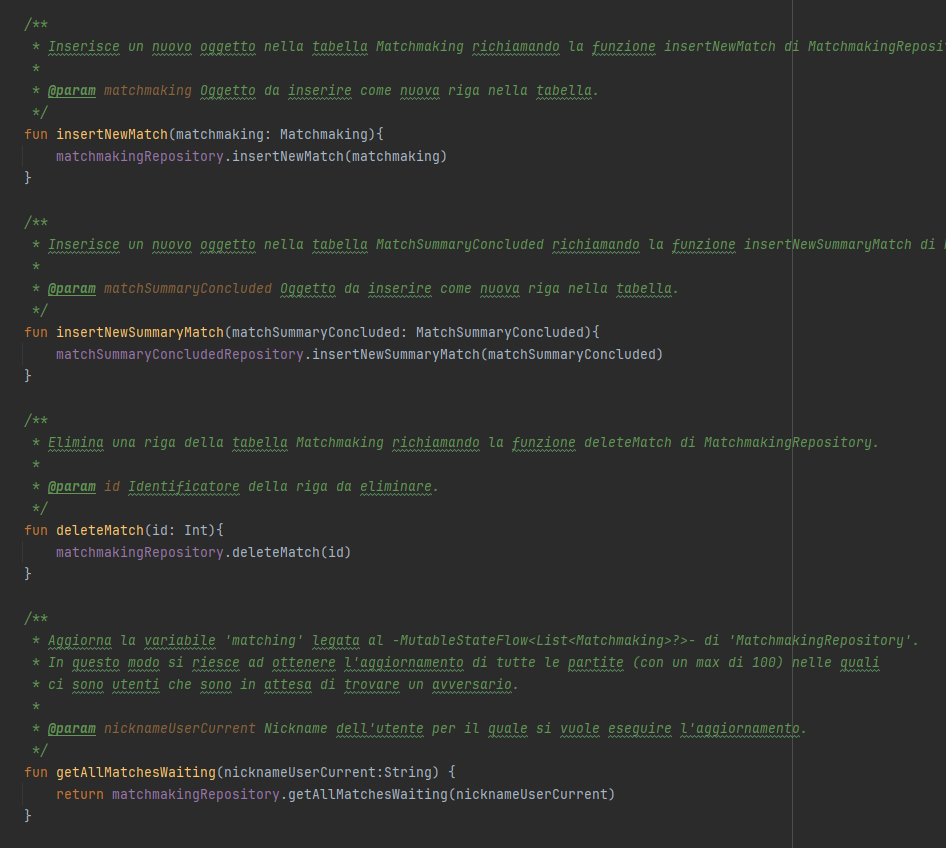 /**
 * Inserisce un nuovo oggetto nella tabella Matchmaking richiamando la funzione insertNewMatch di
 *
 * @param matchmaking Oggetto da inserire come nuova riga nella tabella.
 */
fun insertNewMatch(matchmaking: Matchmaking){
    matchmakingRepository.insertNewMatch(matchmaking)
}
/**
 * Inserisce un nuovo oggetto nella tabella MatchSummaryConcluded richiamando la funzione insertNewSummaryMatch di
 *
 * @param matchSummaryConcluded Oggetto da inserire come nuova riga nella tabella.
 */
fun insertNewSummaryMatch(matchSummaryConcluded: MatchSummaryConcluded){
    matchSummaryConcludedRepository.insertNewSummaryMatch(matchSummaryConcluded)
}
/**
 * Elimina una riga della tabella Matchmaking richiamando la funzione deleteMatch di MatchmakingRepository.
 *
 * @param id Identificatore della riga da eliminare.
 */
fun deleteMatch(id: Int){
    matchmakingRepository.deleteMatch(id)
}
/**
 * Aggiorna la variabile 'matching' legata al -MutableStateFlow<List<Matchmaking>?>- di 'MatchmakingRepository'.
 * In questo modo si riesce ad ottenere l'aggiornamento di tutte le partite (con un max di 100) nelle quali
 * ci sono utenti che sono in attesa di trovare un avversario.
 *
 * @param nicknameUserCurrent Nickname dell'utente per il quale si vuole eseguire l'aggiornamento.
 */
fun getAllMatchesWaiting(nicknameUserCurrent:String) {
    return matchmakingRepository.getAllMatchesWaiting(nicknameUserCurrent)
}